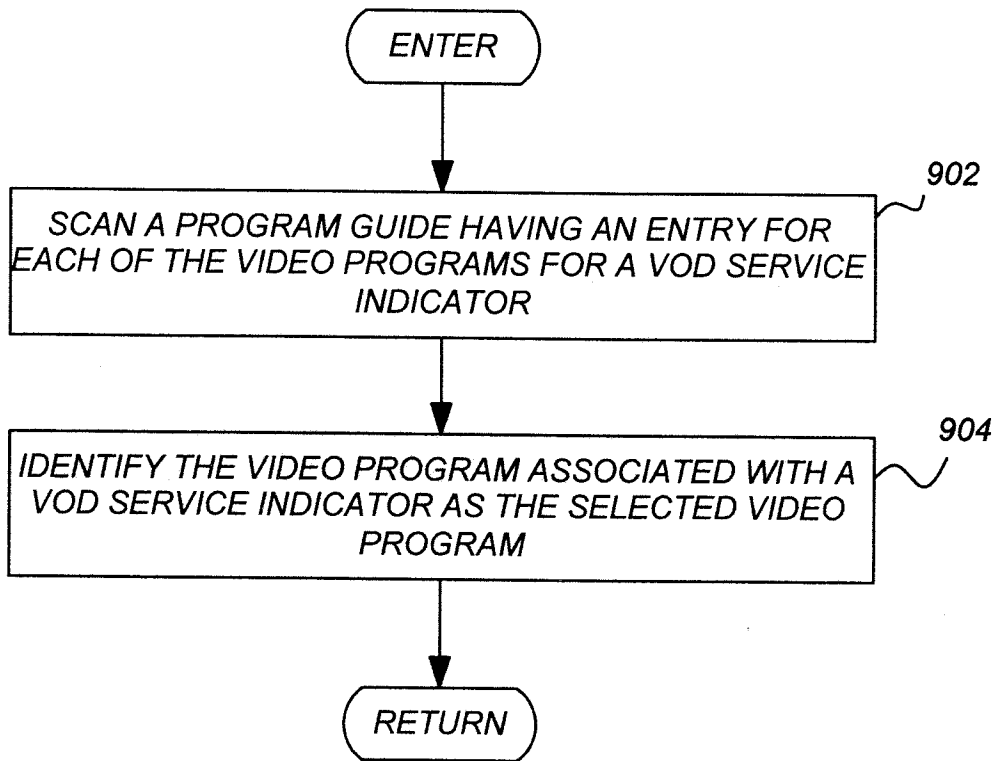 ENTER
902
SCAN A PROGRAM GUIDE HAVING AN ENTRY FOR
EACH OF THE VIDEO PROGRAMS FOR A VOD SERVICE
INDICATOR
904
IDENTIFY THE VIDEO PROGRAM ASSOCIATED WITH A
VOD SERVICE INDICATOR AS THE SELECTED VIDEO
PROGRAM
RETURN